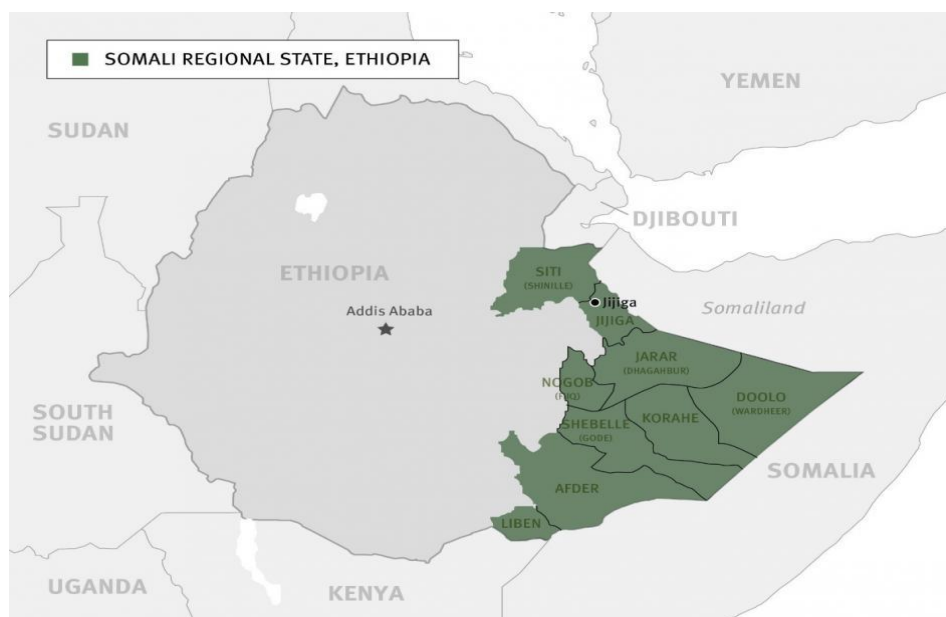 SOMALI REGIONAL STATE, ETHIOPIA
YEMEN
SUDAN
DJIBOUTI
ETHIOPIA
SITI
(SHINILLE)
Addis Ababa
Jijiga
JIJIGA
Somaliland
JARAR
(DHAGAHBUR)
NOGOB
(FIQ)
DOOLO
(WARDHEER)
SOUTH
SUDAN
SHEBELLE
(GODE)
KORAHE
SOMALIA
AFDER
LIBEN
UGANDA
KENYA